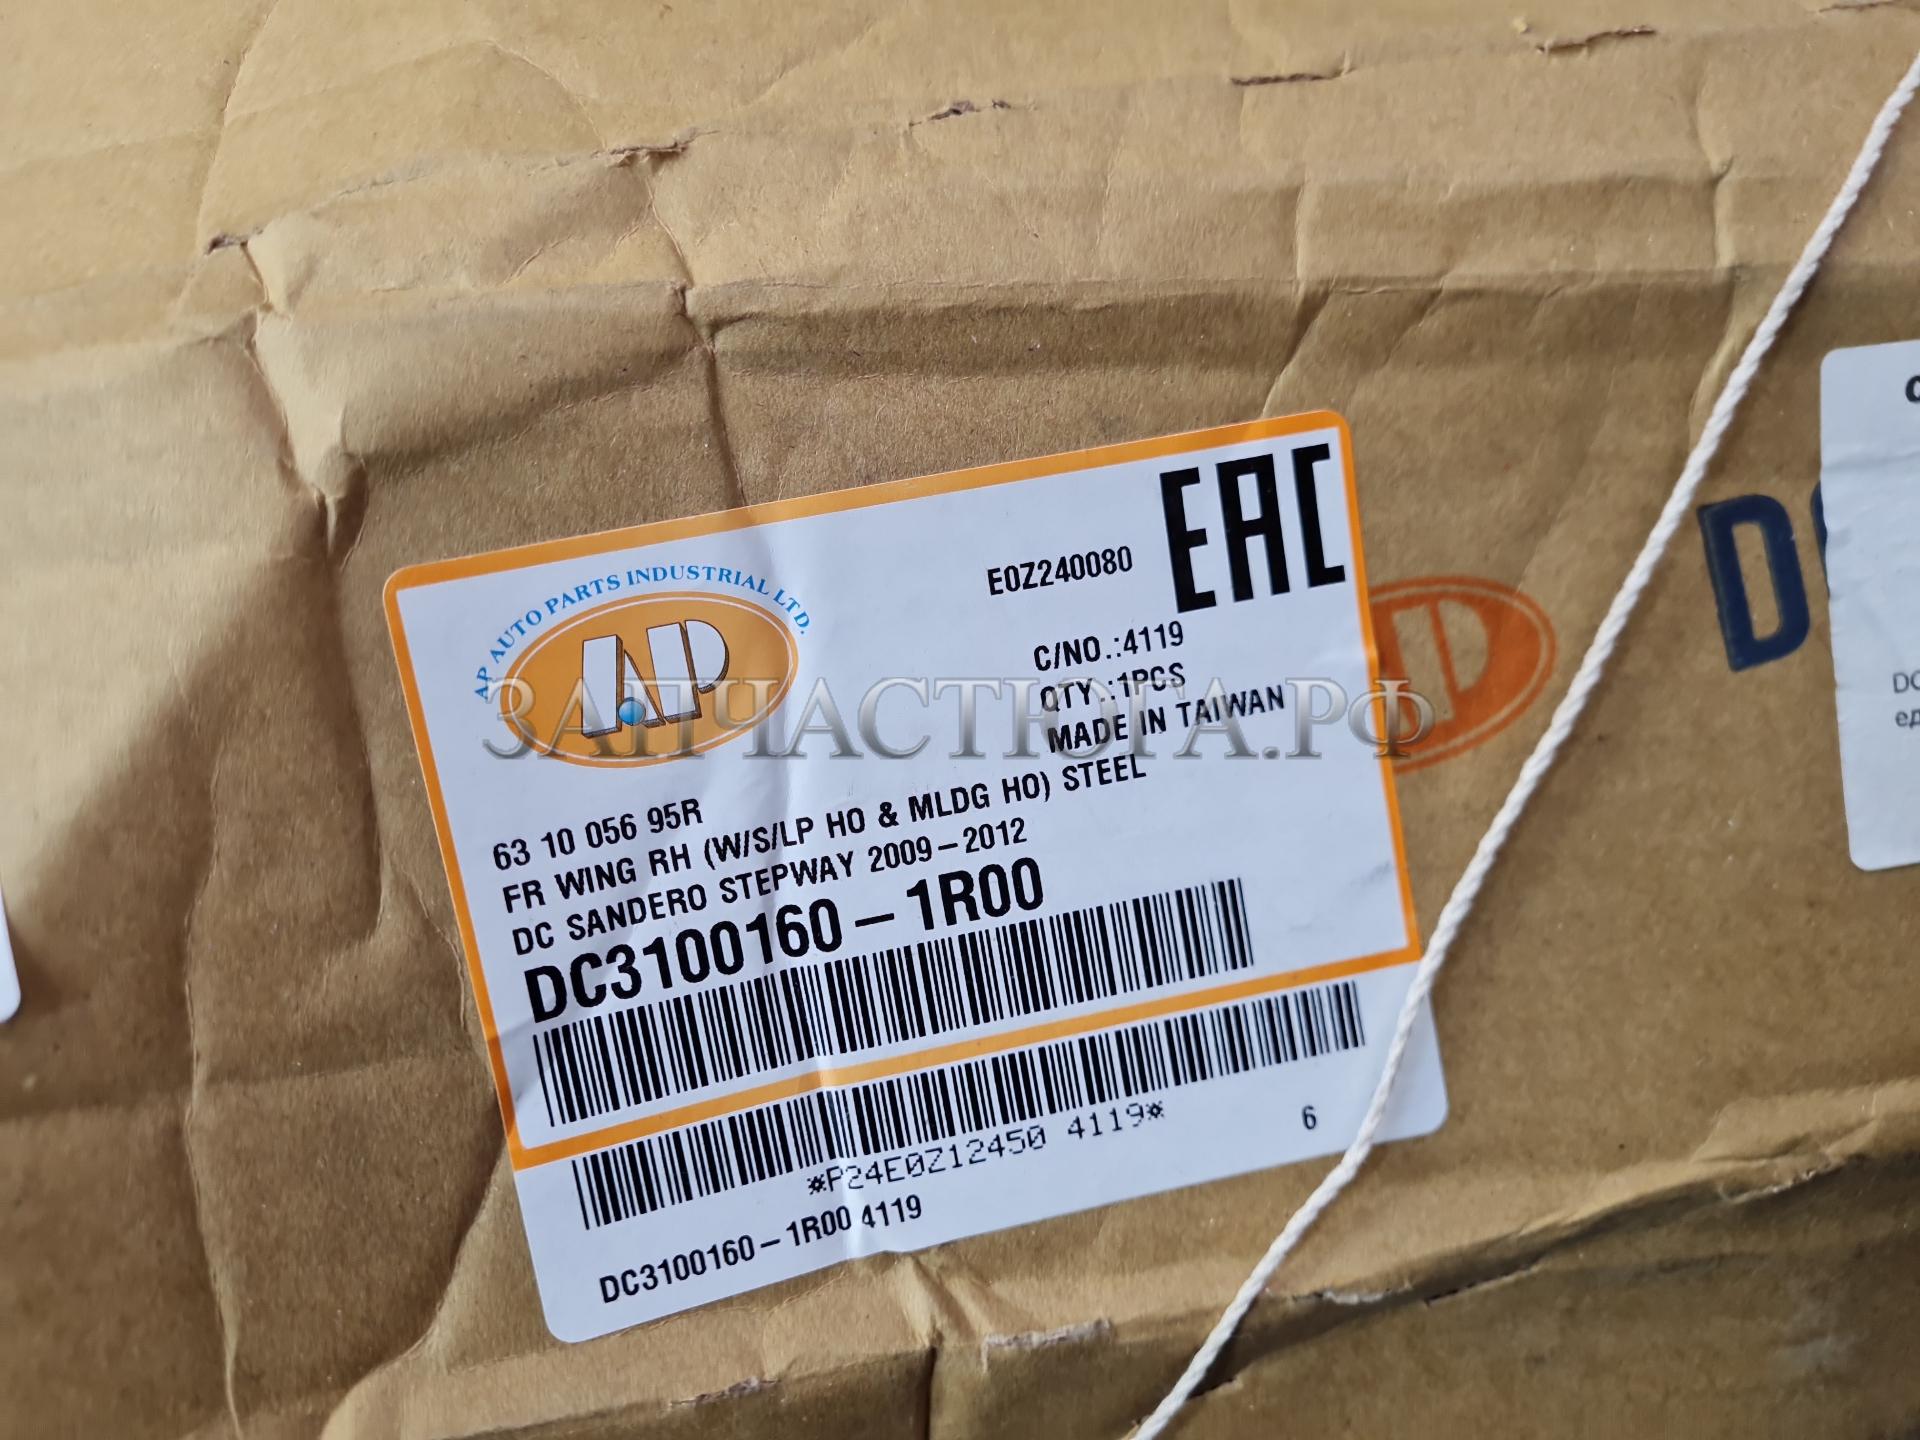 AP AUTO PARTS INDUSTRIAL LTD.
AP
E0Z240080
EAC
C/NO.:4119
QTY.:1PCS
MADE IN TAIWAN
63 10 056 95R
FR WING RH (W/S/LP HO & MLDG HO) STEEL
DC SANDERO STEPWAY 2009-2012
DC3100160-1R00
*P24E0Z12450 4119*
6
DC3100160-1R00 4119
ЗАПЧАСТЮГА.РФ